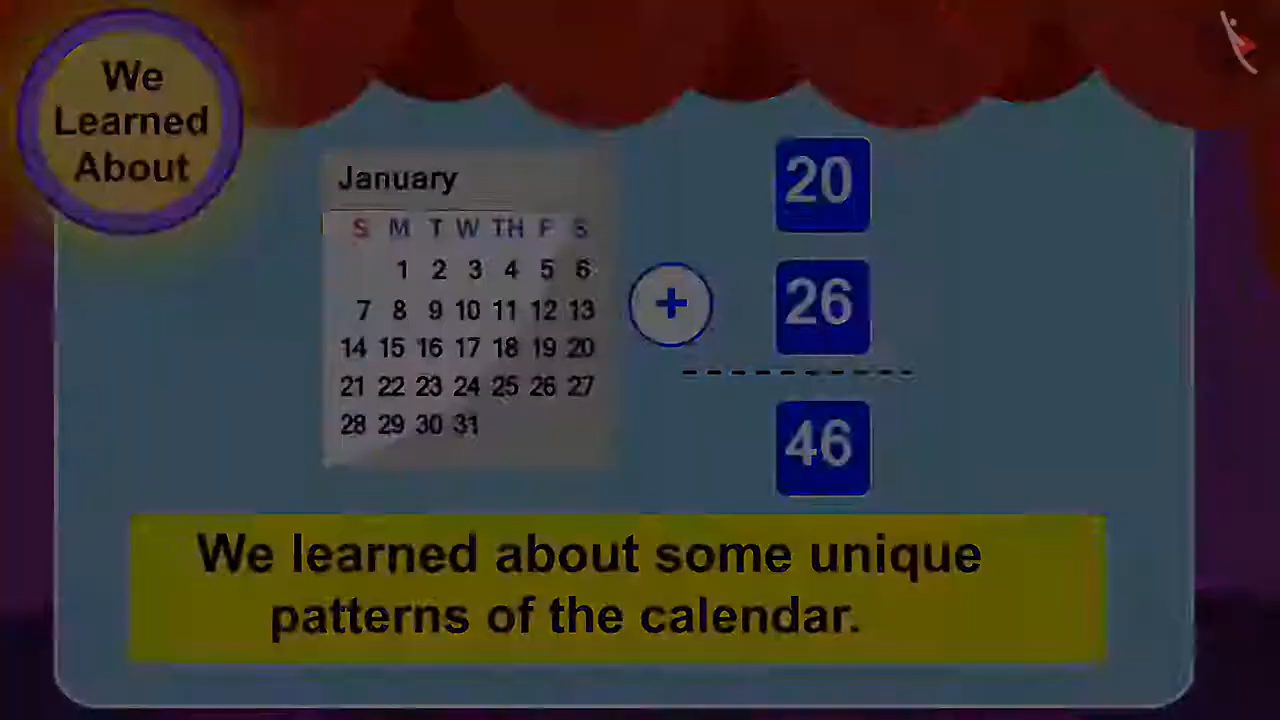 We
Learned
About
January
S M T W TH F S
1 2 3 4 5 6
7 8 9 10 11 12 13
14 15 16 17 18 19 20
21 22 23 24 25 26 27
28 29 30 31
20
+ 26
46
We learned about some unique
patterns of the calendar.